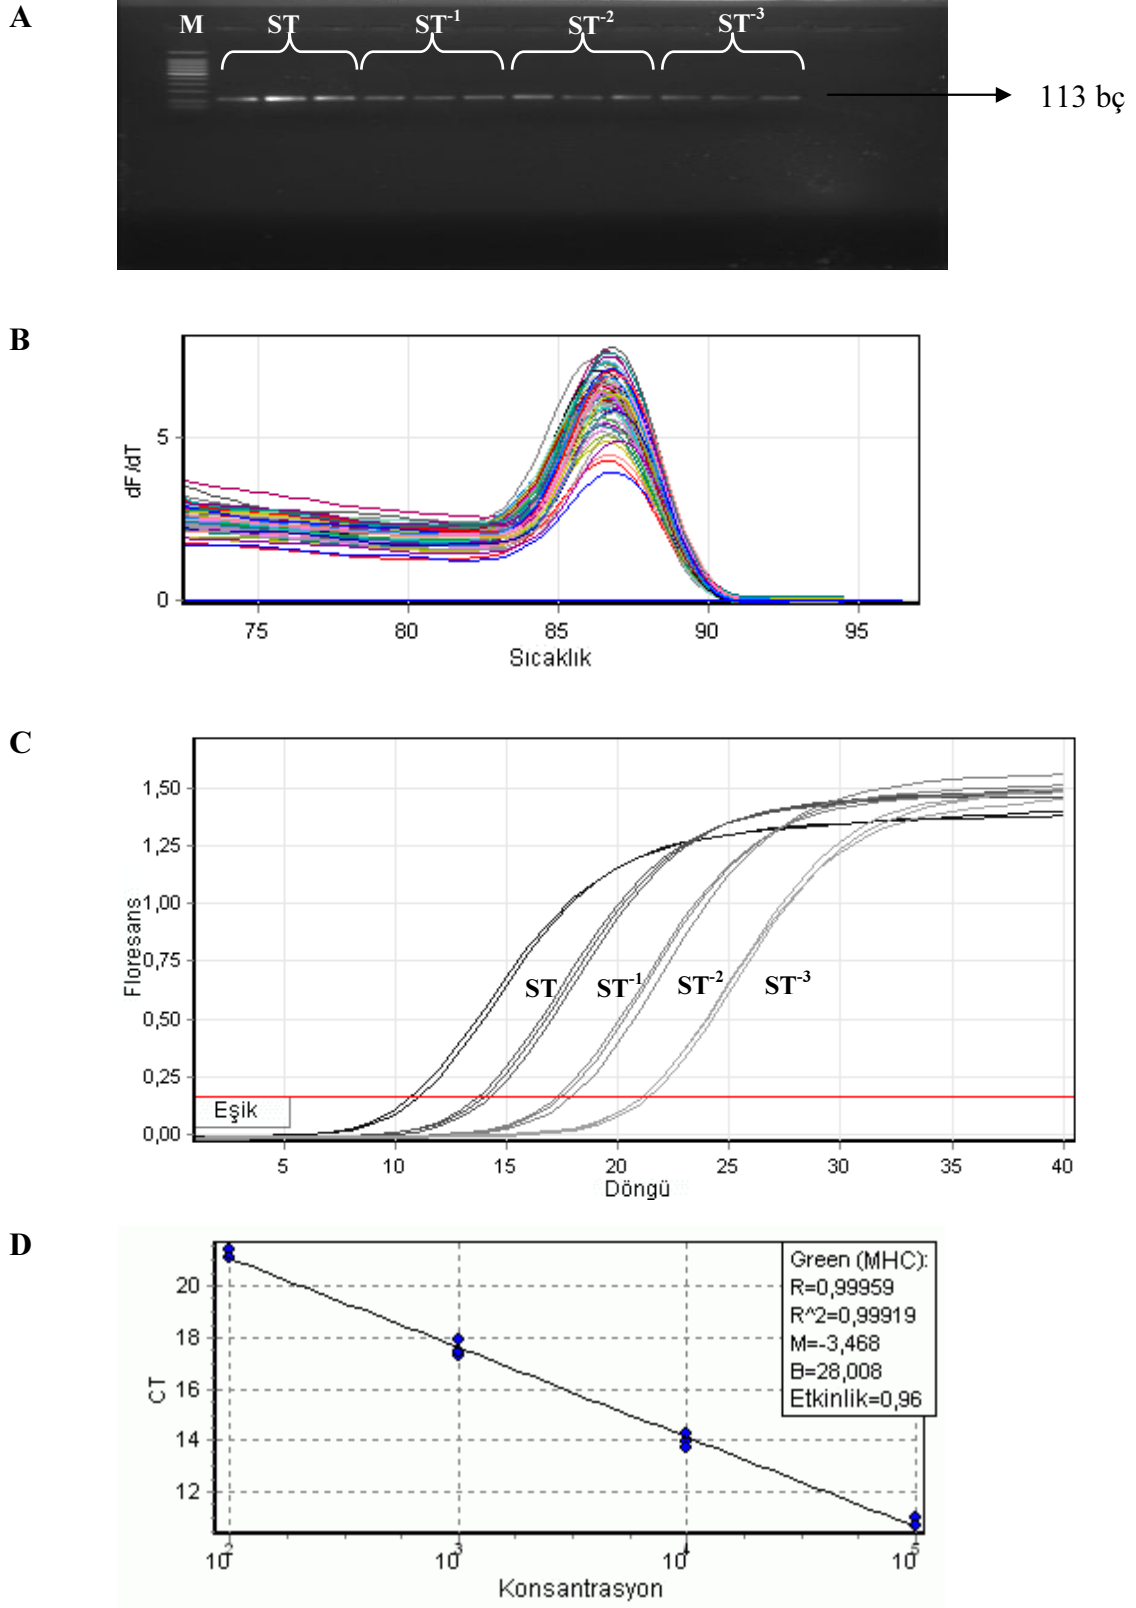 A
M ST ST-1 ST-2 ST-3
113 bç
B
5
0
dF/dT
75 80 85 90 95
Sıcaklık
C
1,50
1,25
1,00
0,75
0,50
0,25
0,00
Floresans
ST ST-1 ST-2 ST-3
Eşik
5 10 15 20 25 30 35 40
Döngü
D
Green (MHC):
R=0,99959
R^2=0,99919
M=-3,468
B=28,008
Etkinlik=0,96
20
18
16
14
12
CT
10^2 10^3 10^4 10^5
Konsantrasyon